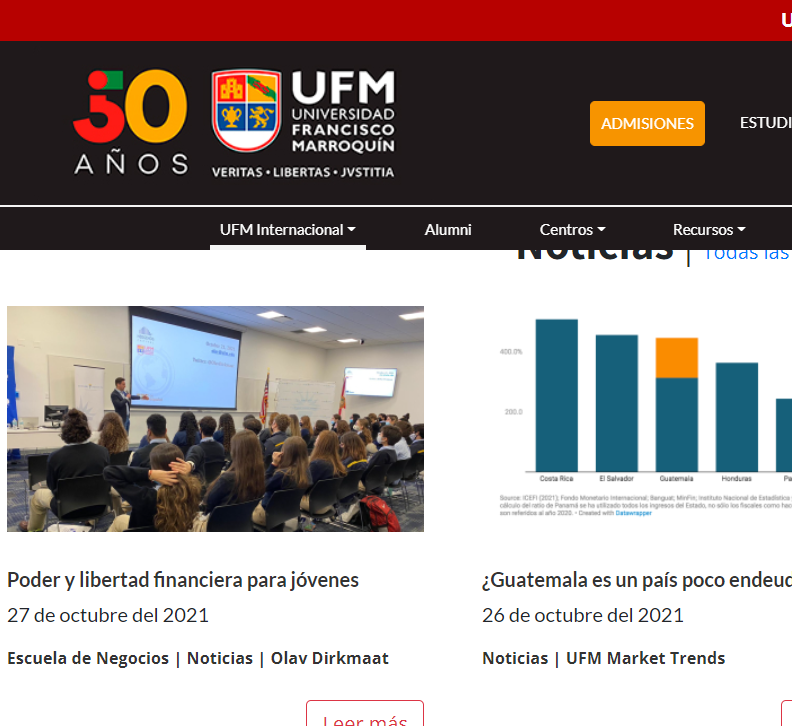 U
50
AÑOS
UFM
UNIVERSIDAD
FRANCISCO
MARROQUÍN
VERITAS • LIBERTAS • JVSTITIA
ADMISIONES
ESTUDI
UFM Internacional
Alumni
Centros
Recursos
Noticias | Todas las
400.0%
200.0
Costa Rica
El Salvador
Guatemala
Honduras
Pa
Source: ICEFI (2021); Fondo Monetario Internacional; Banguat; MinFin; Instituto Nacional de Estadística
cálculo del ratio de Panamá se ha utilizado todos los ingresos del Estado, no sólo los fiscales como hac
son referidos al año 2020. • Created with Datawrapper
Poder y libertad financiera para jóvenes
27 de octubre del 2021
Escuela de Negocios | Noticias | Olav Dirkmaat
Leer más
¿Guatemala es un país poco endeud
26 de octubre del 2021
Noticias | UFM Market Trends